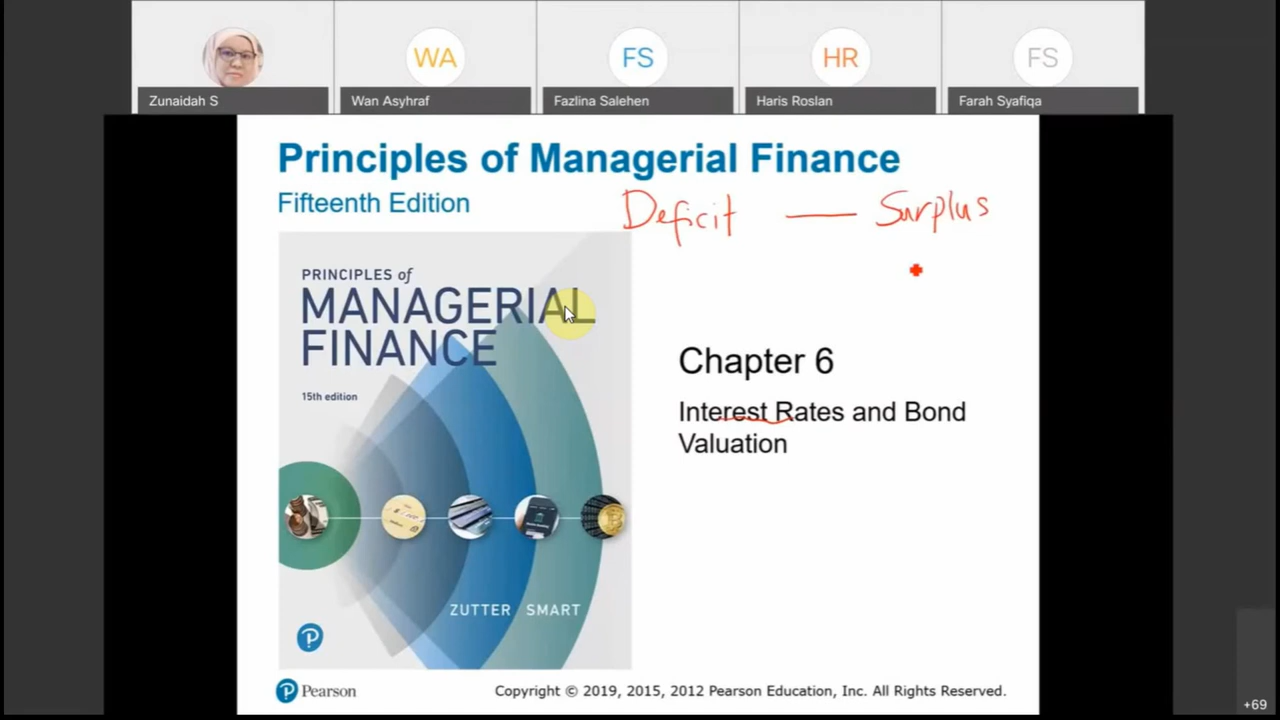 WA FS HR FS
Zunaidah S Wan Asyhraf Fazlina Salehen Haris Roslan Farah Syafiqa
Principles of Managerial Finance
Fifteenth Edition
Deficit — Surplus
PRINCIPLES of
MANAGERIAL
FINANCE
15th edition
ZUTTER SMART
P
Chapter 6
Interest Rates and Bond
Valuation
P Pearson
Copyright © 2019, 2015, 2012 Pearson Education, Inc. All Rights Reserved.
+69